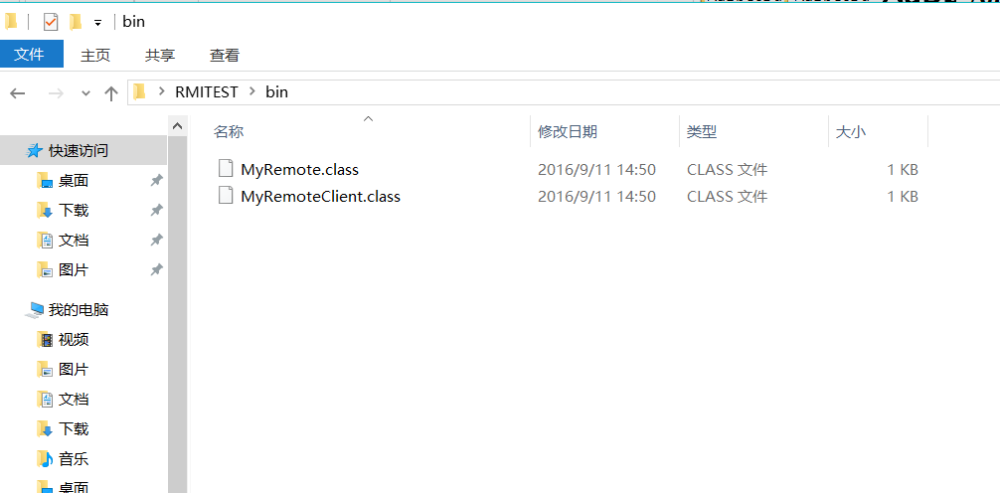 bin
文件 主页 共享 查看
RMITEST bin
名称 修改日期 类型 大小
MyRemote.class 2016/9/11 14:50 CLASS 文件 1 KB
MyRemoteClient.class 2016/9/11 14:50 CLASS 文件 1 KB
快速访问
桌面
下载
文档
图片
我的电脑
视频
图片
文档
下载
音乐
桌面